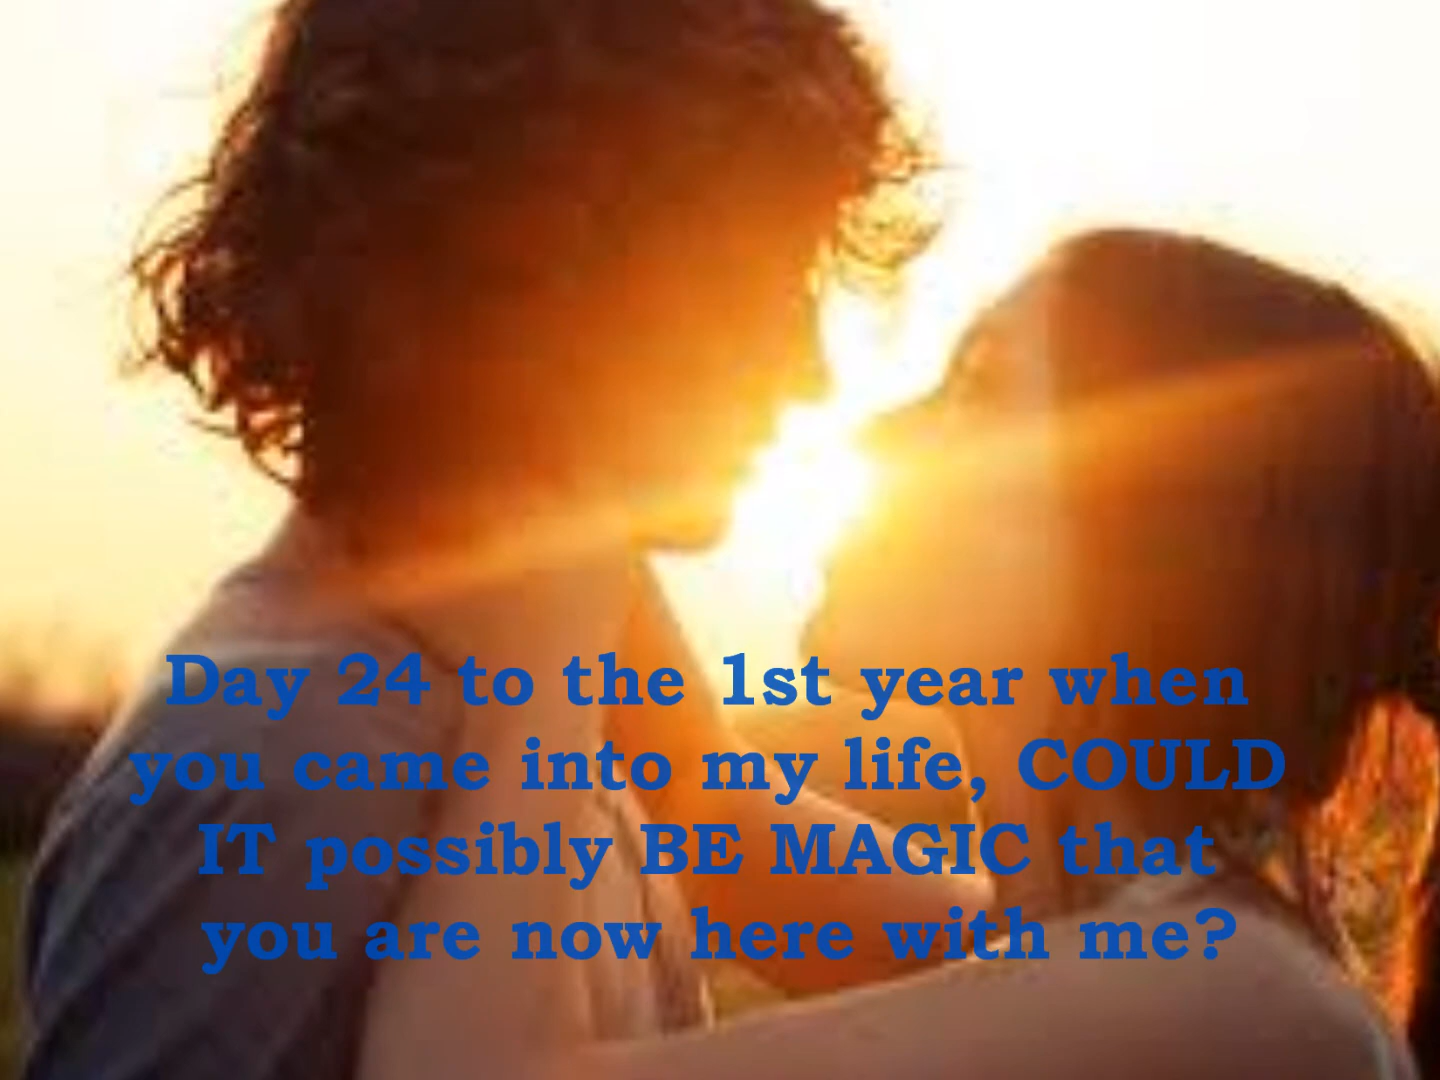 Day 24 to the 1st year when
you came into my life, COULD
IT possibly BE MAGIC that
you are now here with me?